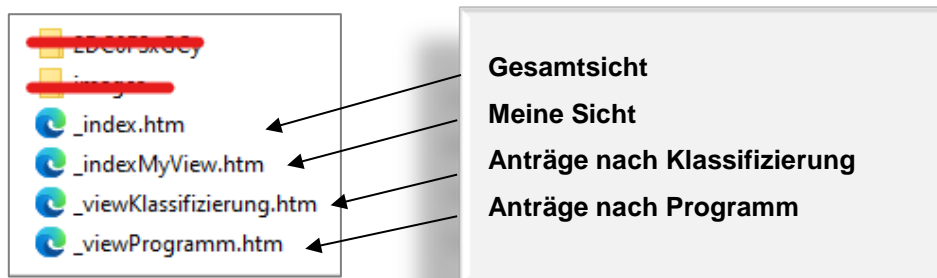 _index.htm
_indexMyView.htm
_viewKlassifizierung.htm
_viewProgramm.htm
Gesamtsicht
Meine Sicht
Anträge nach Klassifizierung
Anträge nach Programm